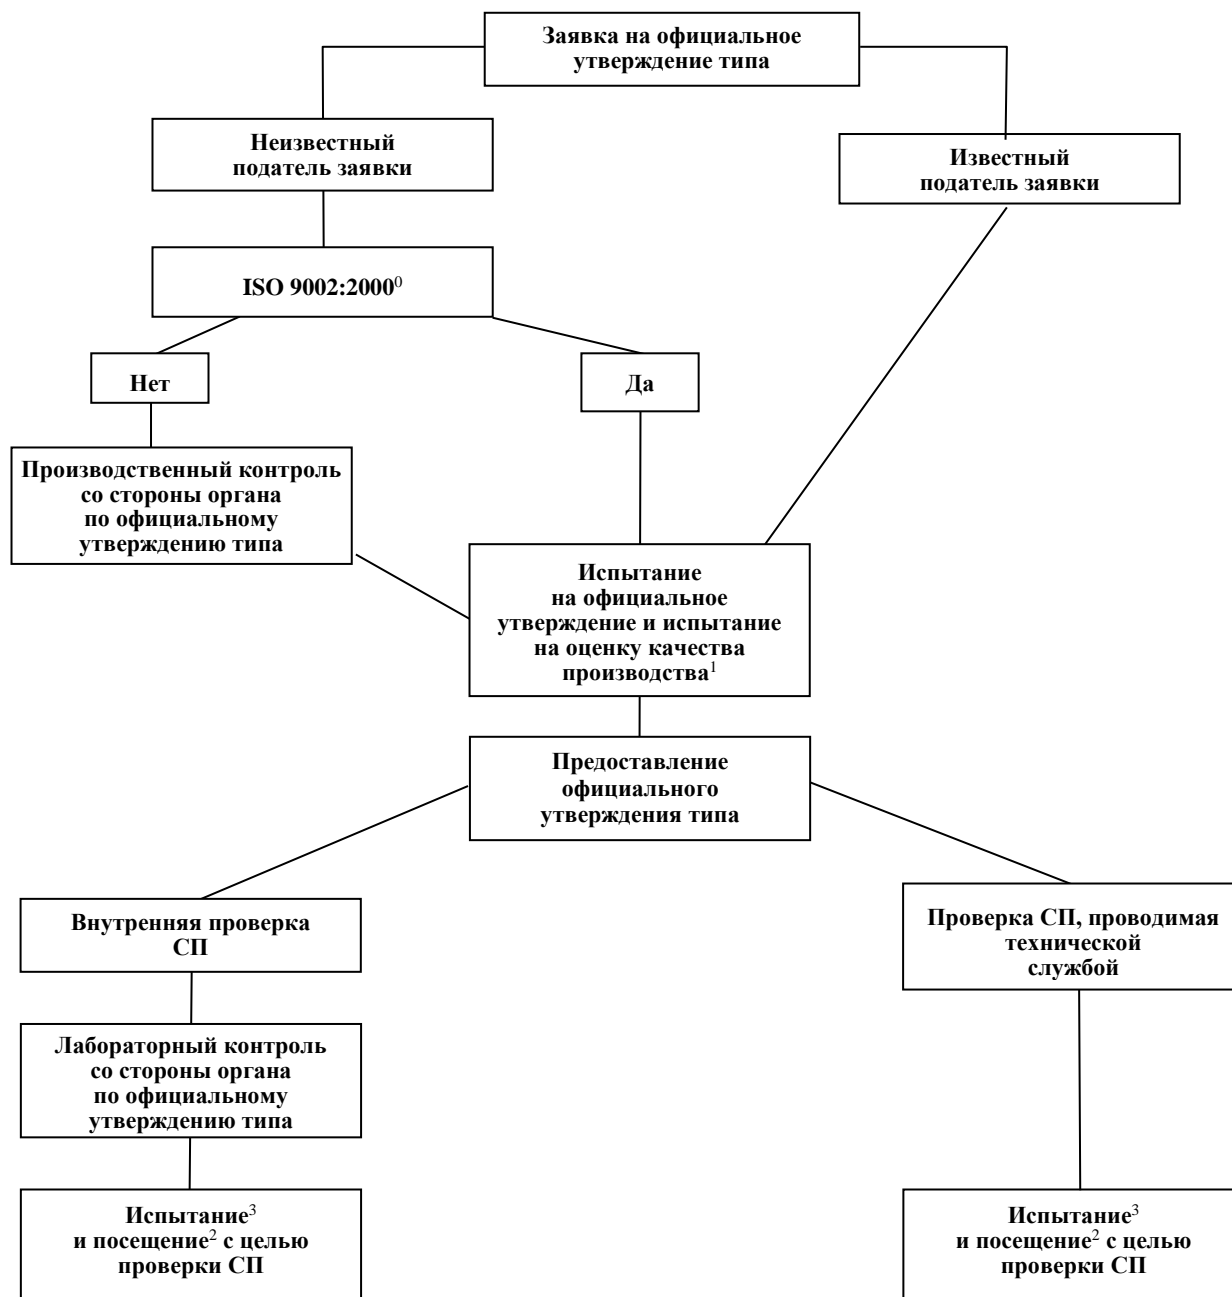 Заявка на официальное
утверждение типа
Неизвестный
податель заявки
Известный
податель заявки
ISO 9002:2000⁰
Нет
Да
Производственный контроль
со стороны органа
по официальному
утверждению типа
Испытание
на официальное
утверждение и испытание
на оценку качества
производства¹
Предоставление
официального
утверждения типа
Внутренняя проверка
СП
Проверка СП, проводимая
технической
службой
Лабораторный контроль
со стороны органа
по официальному
утверждению типа
Испытание³
и посещение² с целью
проверки СП
Испытание³
и посещение² с целью
проверки СП